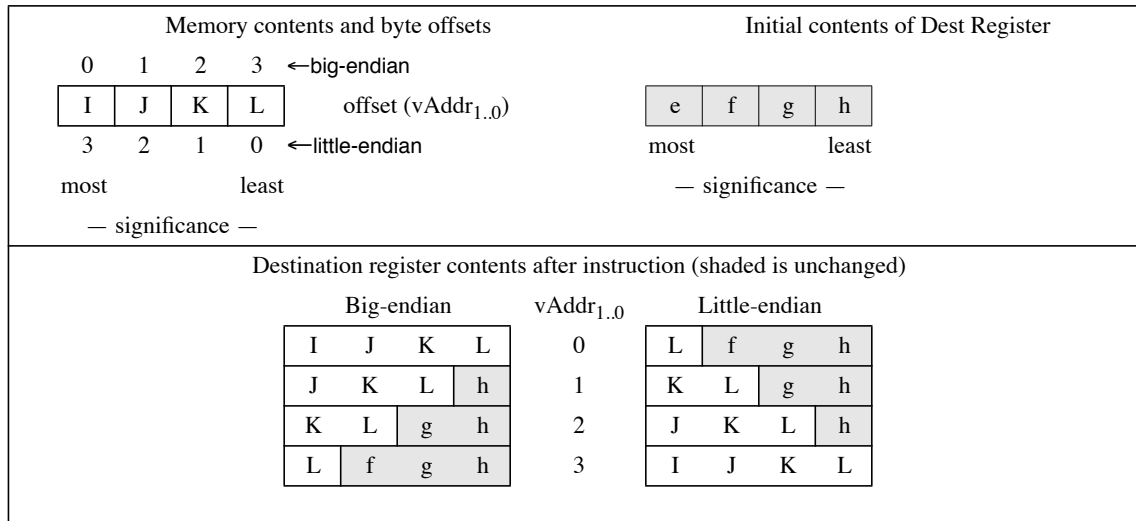 Memory contents and byte offsets Initial contents of Dest Register
0 1 2 3 ←big-endian
I J K L offset (vAddr1..0) e f g h
3 2 1 0 ←little-endian most least
most least — significance —
— significance —
Destination register contents after instruction (shaded is unchanged)
Big-endian vAddr1..0 Little-endian
I J K L 0 L f g h
J K L h 1 K L g h
K L g h 2 J K L h
L f g h 3 I J K L